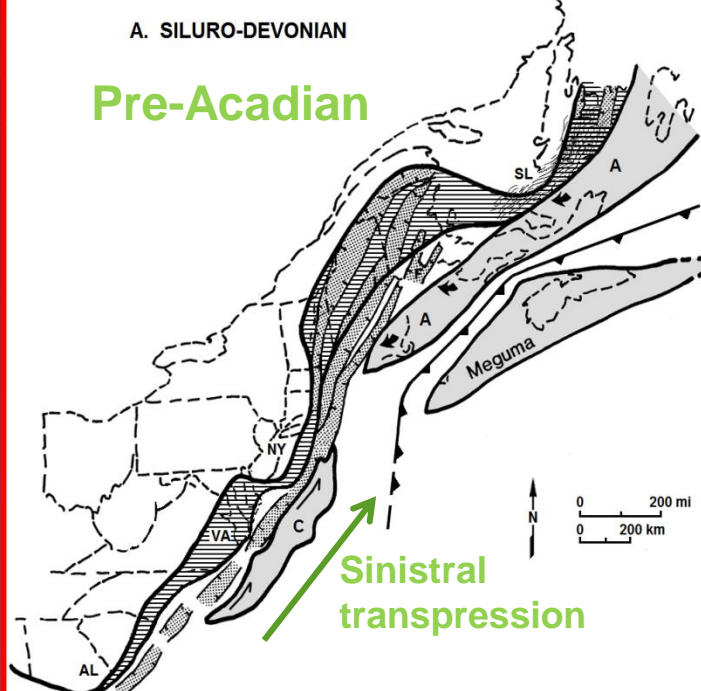 A. SILURO-DEVONIAN
Pre-Acadian
SL
A
A
Meguma
NY
C
VA
N
0 200 mi
0 200 km
Sinistral
transpression
AL